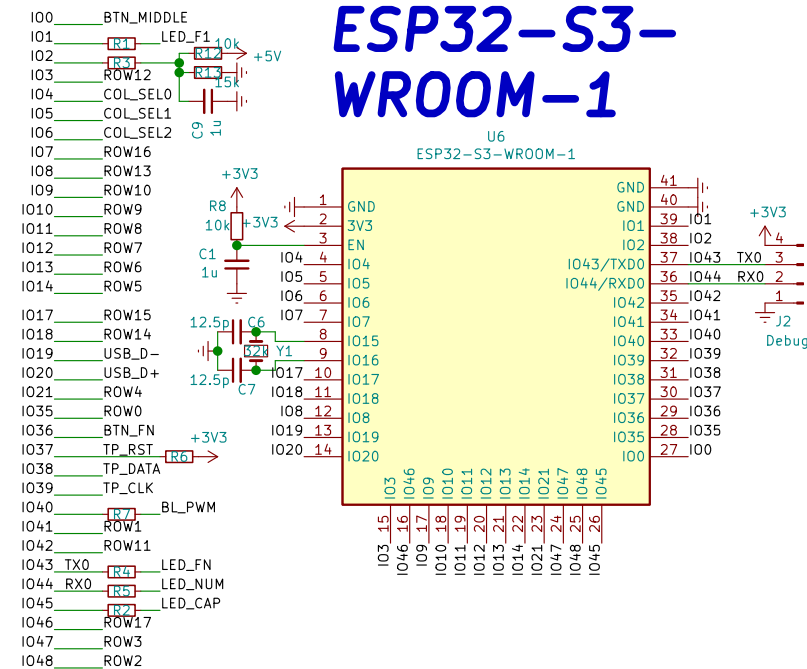 ESP32-S3-
WROOM-1
IO0 BTN_MIDDLE
IO1 R1 LED_F1
IO2 R3 R12 10k +5V
R13 15k
C9 1u
IO3 ROW12
IO4 COL_SEL0
IO5 COL_SEL1
IO6 COL_SEL2
IO7 ROW16
IO8 ROW13
IO9 ROW10
IO10 ROW9
IO11 ROW8
IO12 ROW7
IO13 ROW6
IO14 ROW5
IO17 ROW15
IO18 ROW14
IO19 USB_D-
IO20 USB_D+
IO21 ROW4
IO35 ROW0
IO36 BTN_FN
IO37 TP_RST R6 +3V3
IO38 TP_DATA
IO39 TP_CLK
IO40 R7 BL_PWM
IO41 ROW1
IO42 ROW11
IO43 TX0 R4 LED_FN
IO44 RX0 R5 LED_NUM
IO45 R2 LED_CAP
IO46 ROW17
IO47 ROW3
IO48 ROW2
+3V3
R8
10k
+3V3
C1
1u
12.5p C6
32k Y1
12.5p C7
U6
ESP32-S3-WROOM-1
1 GND
2 3V3
3 EN
IO4 4 IO4
IO5 5 IO5
IO6 6 IO6
IO7 7 IO7
8 IO15
9 IO16
IO17 10 IO17
IO18 11 IO18
IO8 12 IO8
IO19 13 IO19
IO20 14 IO20
IO3 15 IO3
IO46 16 IO46
IO9 17 IO9
IO10 18 IO10
IO11 19 IO11
IO12 20 IO12
IO13 21 IO13
IO14 22 IO14
IO21 23 IO21
IO47 24 IO47
IO48 25 IO48
IO45 26 IO45
GND 41
GND 40
IO1 39 IO1
IO2 38 IO2
IO43/TXD0 37 IO43 TX0
IO44/RXD0 36 IO44 RX0
IO42 35 IO42
IO41 34 IO41
IO40 33 IO40
IO39 32 IO39
IO38 31 IO38
IO37 30 IO37
IO36 29 IO36
IO35 28 IO35
IO0 27 IO0
+3V3
4
3
2
1
J2
Debug